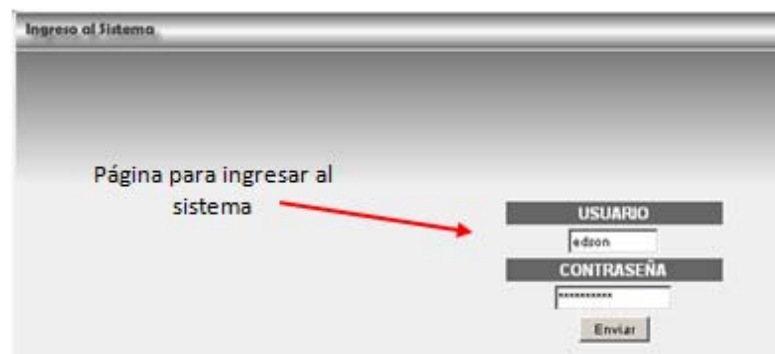 Ingreso al Sistema
Página para ingresar al
sistema
USUARIO
edson
CONTRASEÑA
**********
Enviar